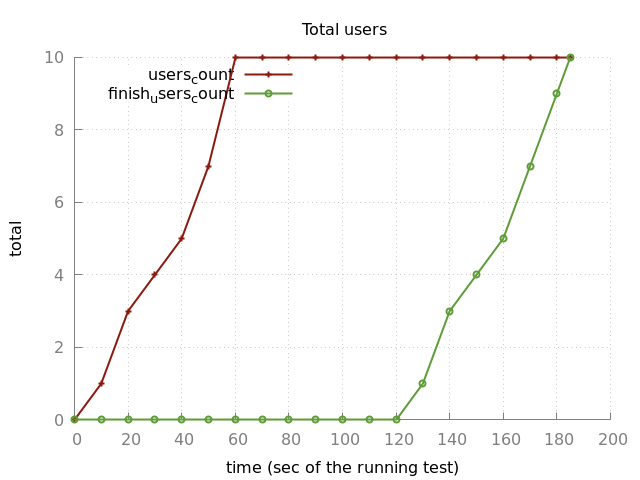 Total users
10
users_count
finish_users_count
8
6
total
4
2
0
0 20 40 60 80 100 120 140 160 180 200
time (sec of the running test)